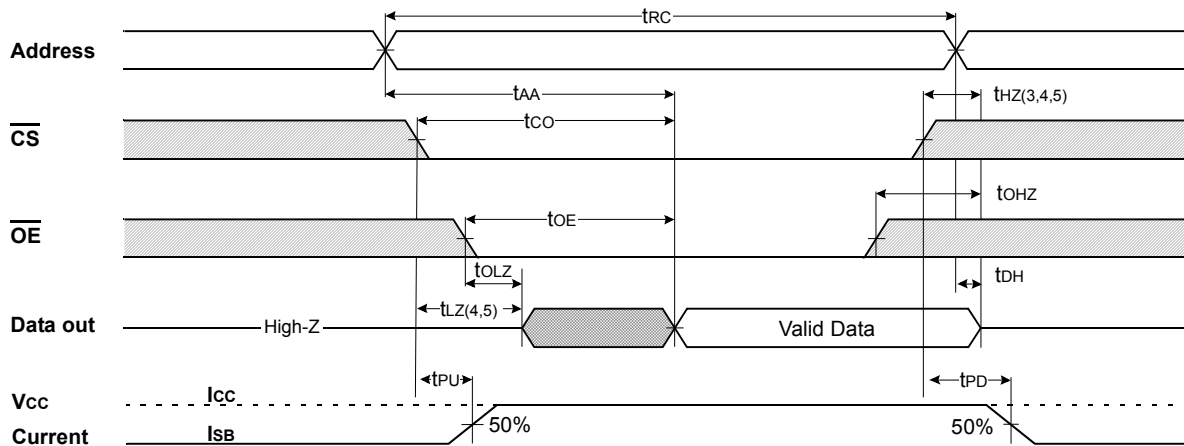 tRC
Address
tAA
tHZ(3,4,5)
CS
tCO
tOHZ
OE
tOE
tOLZ
tDH
tLZ(4,5)
Data out
High-Z
Valid Data
tPU
tPD
VCC
ICC
50%
50%
Current
ISB